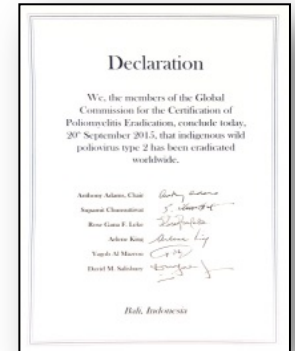 Declaration
We, the members of the Global
Commission for the Certification of
Poliomyelitis Eradication, conclude today,
20th September 2015, that indigenous wild
poliovirus type 2 has been eradicated
worldwide.
Anthony Adams, Chair
Supamit Chunsuttiwat
Rose Gana F. Leke
Arlene King
Yagob Al Mazrou
David M. Salisbury
Bali, Indonesia